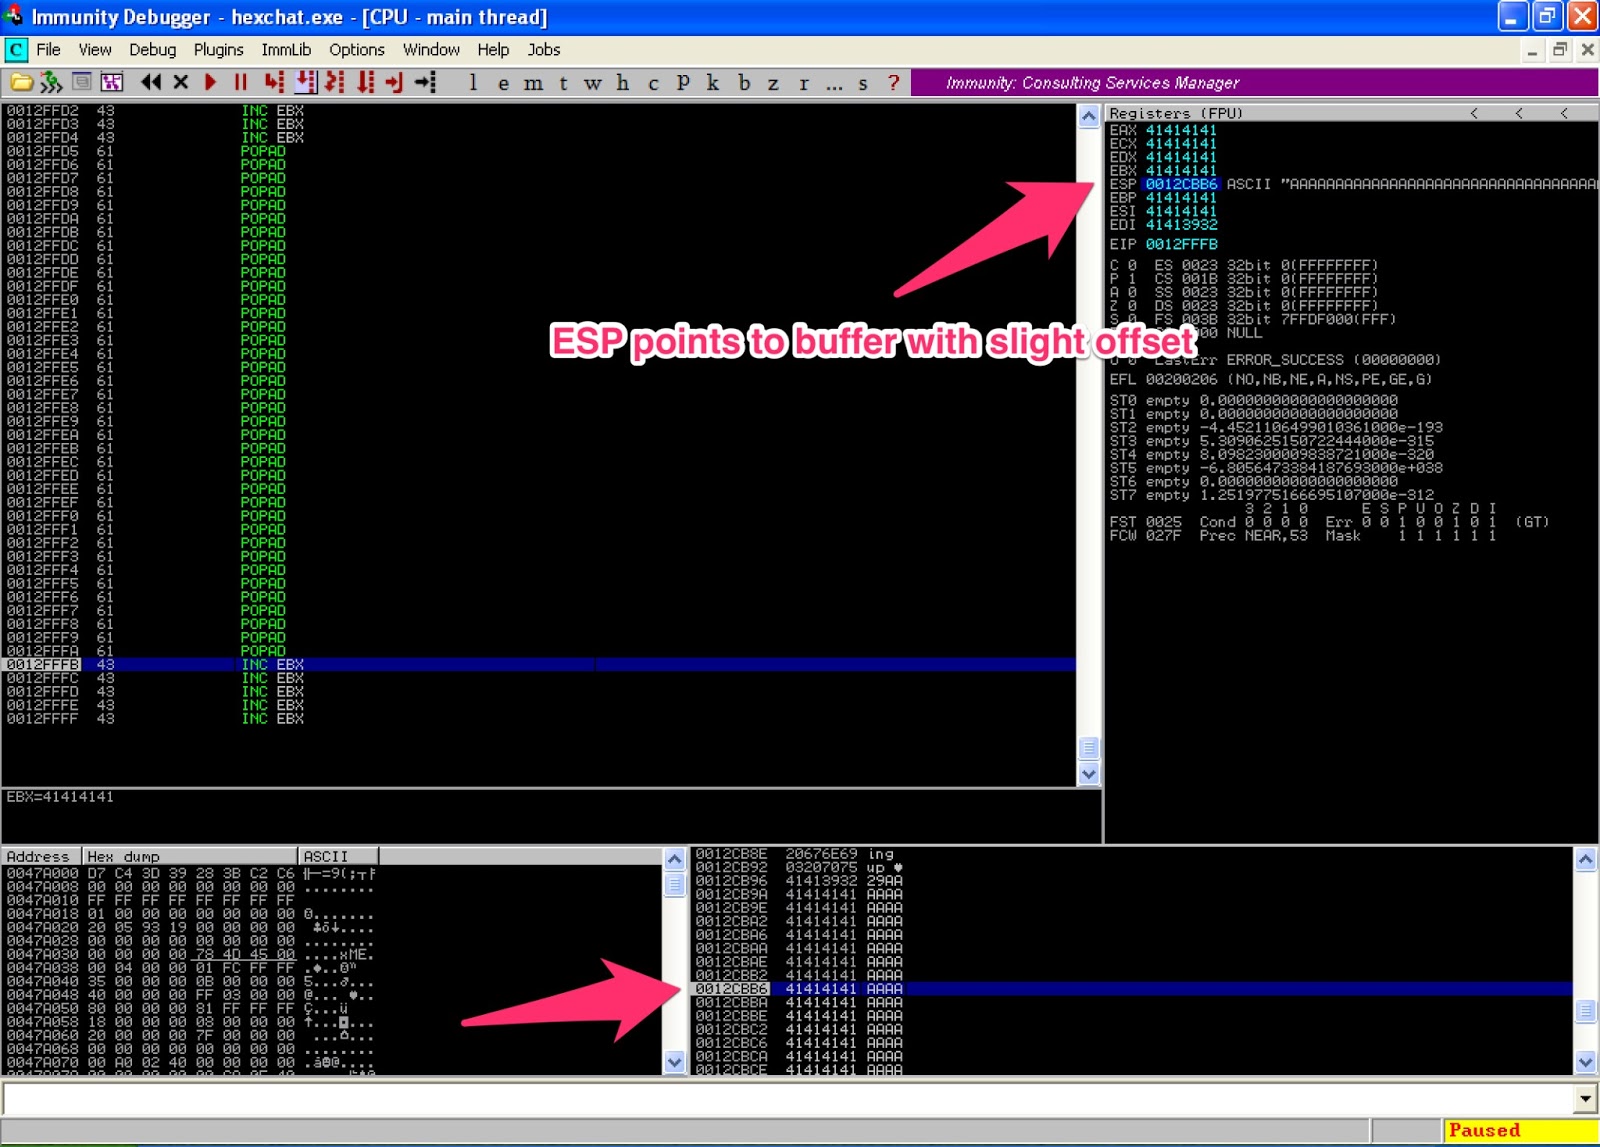 Immunity Debugger - hexchat.exe - [CPU - main thread]
C File View Debug Plugins ImmLib Options Window Help Jobs
l e m t w h c P k b z r ... s ? Immunity: Consulting Services Manager
0012FFD2 43 INC EBX
0012FFD3 43 INC EBX
0012FFD4 43 INC EBX
0012FFD5 61 POPAD
0012FFD6 61 POPAD
0012FFD7 61 POPAD
0012FFD8 61 POPAD
0012FFD9 61 POPAD
0012FFDA 61 POPAD
0012FFDB 61 POPAD
0012FFDC 61 POPAD
0012FFDD 61 POPAD
0012FFDE 61 POPAD
0012FFDF 61 POPAD
0012FFE0 61 POPAD
0012FFE1 61 POPAD
0012FFE2 61 POPAD
0012FFE3 61 POPAD
0012FFE4 61 POPAD
0012FFE5 61 POPAD
0012FFE6 61 POPAD
0012FFE7 61 POPAD
0012FFE8 61 POPAD
0012FFE9 61 POPAD
0012FFEA 61 POPAD
0012FFEB 61 POPAD
0012FFEC 61 POPAD
0012FFED 61 POPAD
0012FFEE 61 POPAD
0012FFEF 61 POPAD
0012FFF0 61 POPAD
0012FFF1 61 POPAD
0012FFF2 61 POPAD
0012FFF3 61 POPAD
0012FFF4 61 POPAD
0012FFF5 61 POPAD
0012FFF6 61 POPAD
0012FFF7 61 POPAD
0012FFF8 61 POPAD
0012FFF9 61 POPAD
0012FFFA 61 POPAD
0012FFFB 43 INC EBX
0012FFFC 43 INC EBX
0012FFFD 43 INC EBX
0012FFFE 43 INC EBX
0012FFFF 43 INC EBX
EBX=41414141
Registers (FPU) < < <
EAX 41414141
ECX 41414141
EDX 41414141
EBX 41414141
ESP 0012CBB6 ASCII "AAAAAAAAAAAAAAAAAAAAAAAAAAAAAAAAAA
EBP 41414141
ESI 41414141
EDI 41413932
EIP 0012FFFB
C 0 ES 0023 32bit 0(FFFFFFFF)
P 1 CS 001B 32bit 0(FFFFFFFF)
A 0 SS 0023 32bit 0(FFFFFFFF)
Z 0 DS 0023 32bit 0(FFFFFFFF)
S 0 FS 003B 32bit 7FFDF000(FFF)
NULL
ESP points to buffer with slight offset
LastErr ERROR_SUCCESS (00000000)
EFL 00200206 (NO,NB,NE,A,NS,PE,GE,G)
ST0 empty 0.00000000000000000000
ST1 empty 0.00000000000000000000
ST2 empty -4.4521106499010361000e-193
ST3 empty 5.3090625150722444000e-315
ST4 empty 8.0982300009838721000e-320
ST5 empty -6.8056473384187693000e+038
ST6 empty 0.00000000000000000000
ST7 empty 1.2519775166695107000e-312
3 2 1 0 E S P U O Z D I
FST 0025 Cond 0 0 0 0 Err 0 0 1 0 0 1 0 1 (GT)
FCW 027F Prec NEAR,53 Mask 1 1 1 1 1 1
Address Hex dump ASCII
0047A000 D7 C4 3D 39 28 3B C2 C6
0047A008 00 00 00 00 00 00 00 00 ........
0047A010 FF FF FF FF FF FF FF FF
0047A018 01 00 00 00 00 00 00 00
0047A020 20 05 93 19 00 00 00 00
0047A028 00 00 00 00 00 00 00 00 ........
0047A030 00 00 00 00 78 4D 45 00 ....xME.
0047A038 00 04 00 00 01 FC FF FF
0047A040 35 00 00 00 0B 00 00 00
0047A048 40 00 00 00 FF 03 00 00
0047A050 80 00 00 00 81 FF FF FF
0047A058 18 00 00 00 08 00 00 00
0047A060 20 00 00 00 7F 00 00 00
0047A068 00 00 00 00 00 00 00 00 ........
0047A070 00 A0 02 40 00 00 00 00
0012CB8E 20676E69 ing
0012CB92 03207075 up ♥
0012CB96 41413932 29AA
0012CB9A 41414141 AAAA
0012CB9E 41414141 AAAA
0012CBA2 41414141 AAAA
0012CBA6 41414141 AAAA
0012CBAA 41414141 AAAA
0012CBAE 41414141 AAAA
0012CBB2 41414141 AAAA
0012CBB6 41414141 AAAA
0012CBBA 41414141 AAAA
0012CBBE 41414141 AAAA
0012CBC2 41414141 AAAA
0012CBC6 41414141 AAAA
0012CBCA 41414141 AAAA
0012CBCE 41414141 AAAA
Paused